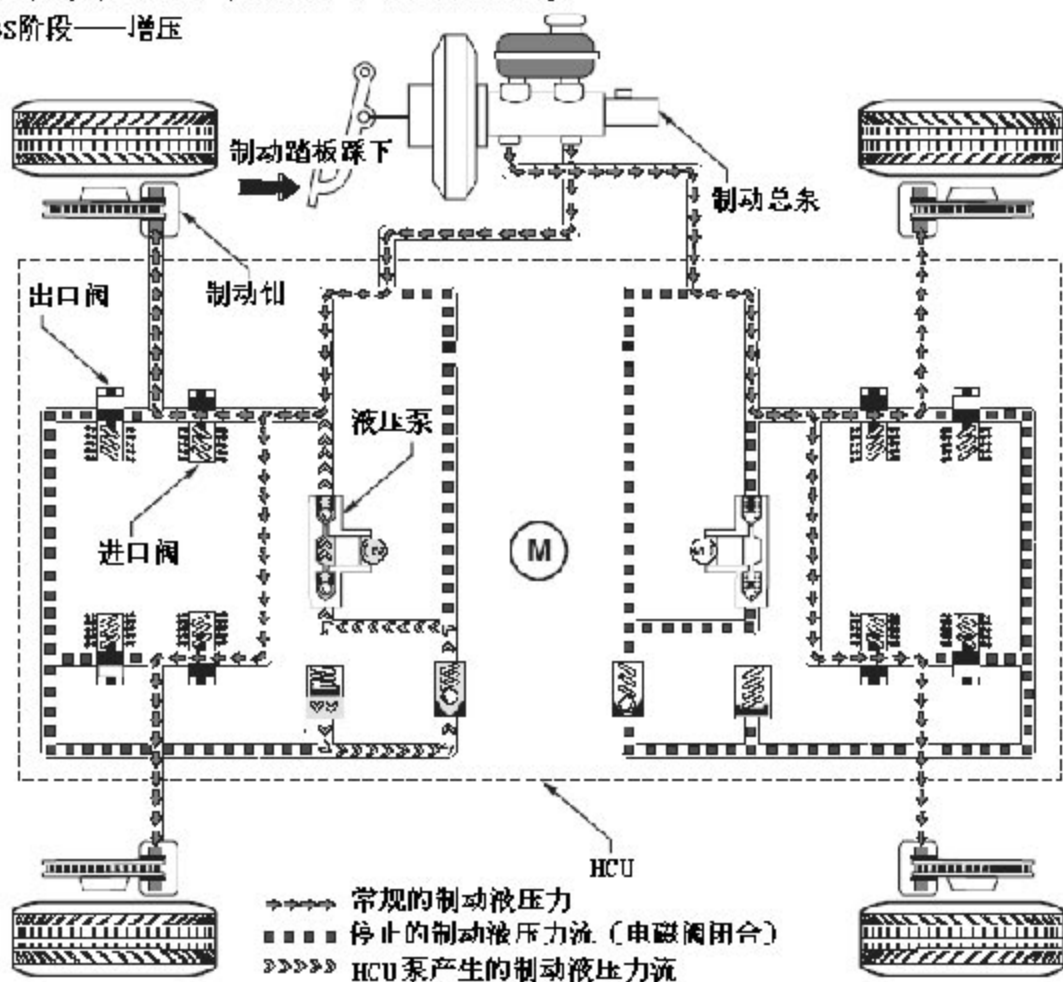 BS阶段——增压
制动踏板踩下
制动总泵
出口阀
制动钳
液压泵
进口阀
M
HCU
常规的制动液压力
停止的制动液压力流(电磁阀闭合)
HCU泵产生的制动液压力流